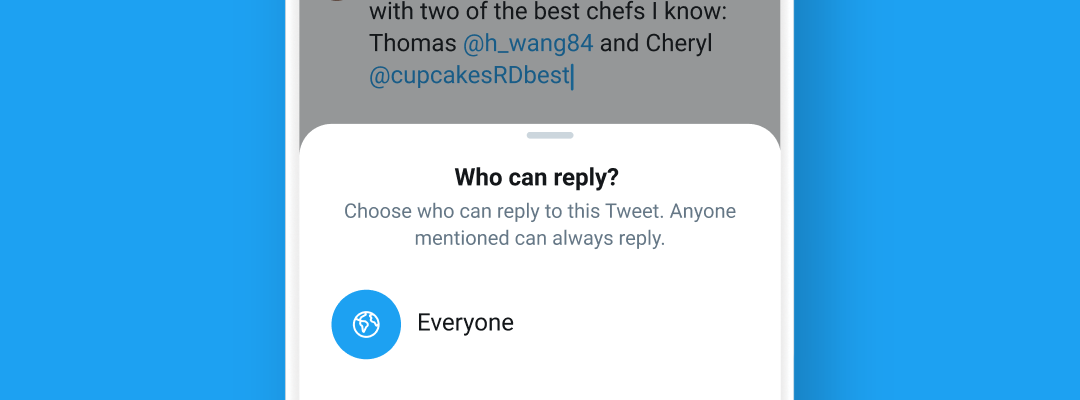 with two of the best chefs I know:
Thomas @h_wang84 and Cheryl
@cupcakesRDbest
Who can reply?
Choose who can reply to this Tweet. Anyone
mentioned can always reply.
Everyone